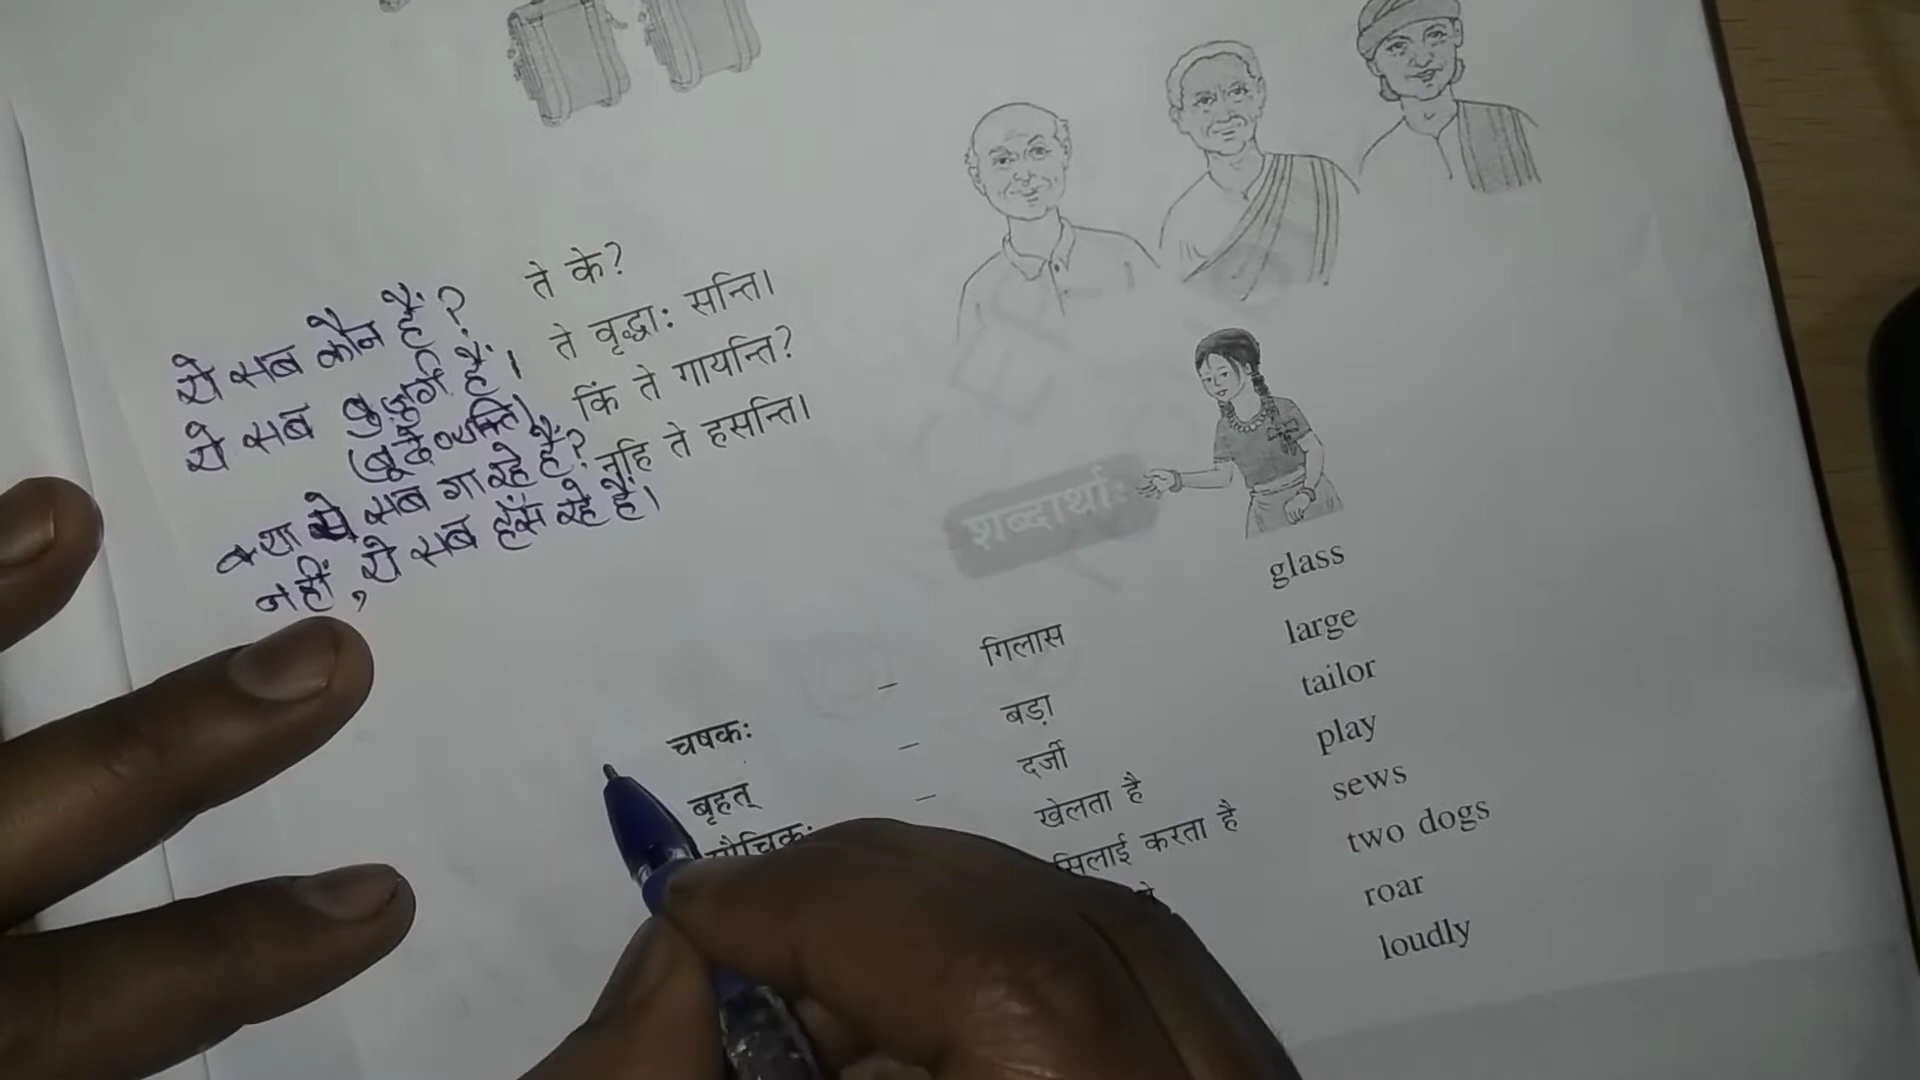 ये सब कौन हैं?
ते के?
ये सब बुजुर्ग हैं।
(बूढ़े व्यक्ति)
ते वृद्धाः सन्ति।
क्या ये सब गा रहे हैं?
किं ते गायन्ति?
नहीं, ये सब हँस रहे हैं।
नहि ते हसन्ति।
शब्दार्थाः
चषकः – गिलास glass
बृहत् – बड़ा large
सौचिकः – दर्जी tailor
खेलता है play
सिलाई करता है sews
two dogs
roar
loudly